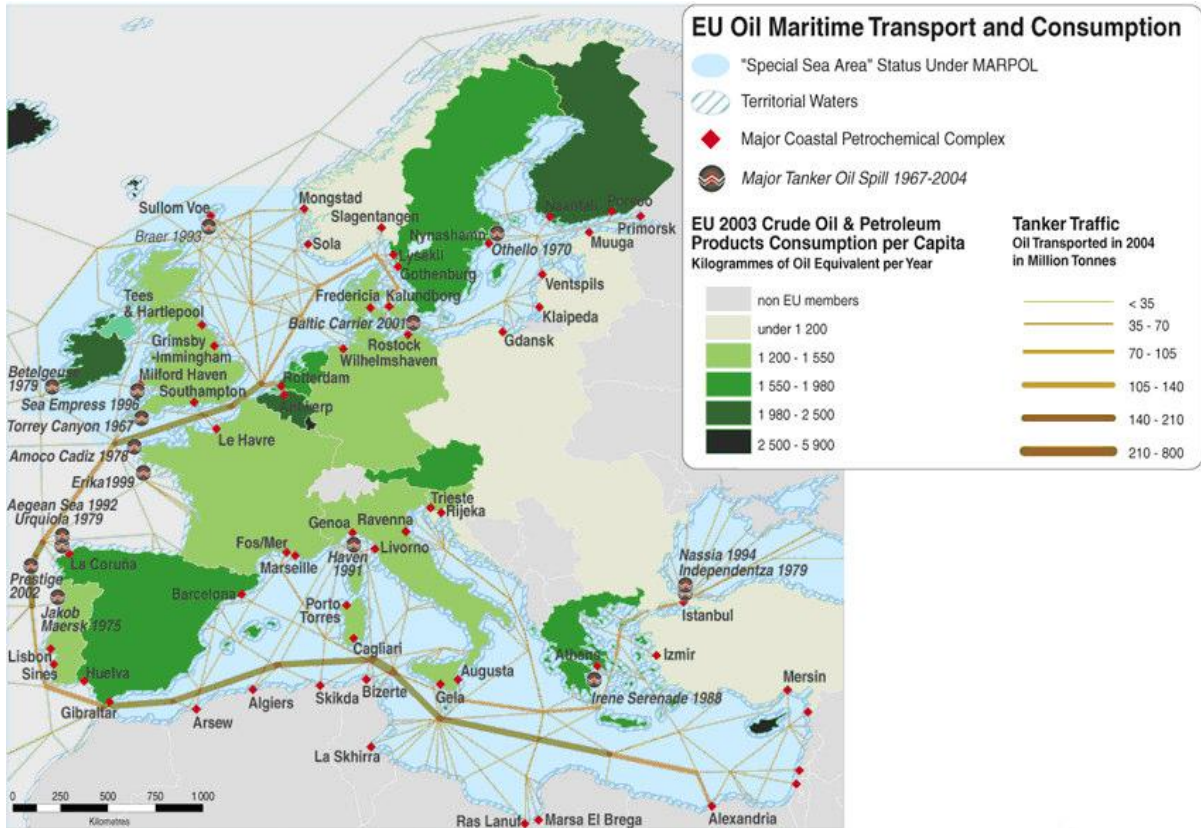 EU Oil Maritime Transport and Consumption
"Special Sea Area" Status Under MARPOL
Territorial Waters
Major Coastal Petrochemical Complex
Major Tanker Oil Spill 1967-2004
EU 2003 Crude Oil & Petroleum
Products Consumption per Capita
Kilogrammes of Oil Equivalent per Year
non EU members
under 1 200
1 200 - 1 550
1 550 - 1 980
1 980 - 2 500
2 500 - 5 900
Tanker Traffic
Oil Transported in 2004
in Million Tonnes
< 35
35 - 70
70 - 105
105 - 140
140 - 210
210 - 800
Sullom Voe
Braer 1993
Mongstad
Slagentangen
Sola
Lysekil
Gothenburg
Nynashamn
Othello 1970
Naantali
Porvoo
Primorsk
Muuga
Ventspils
Klaipeda
Gdansk
Fredericia
Kalundborg
Baltic Carrier 2001
Rostock
Wilhelmshaven
Tees
& Hartlepool
Grimsby
-Immingham
Milford Haven
Southampton
Betelgeuse
1979
Sea Empress 1996
Torrey Canyon 1967
Amoco Cadiz 1978
Erika1999
Rotterdam
Antwerp
Le Havre
Aegean Sea 1992
Urquiola 1979
La Coruña
Prestige
2002
Jakob
Maersk 1975
Lisbon
Sines
Huelva
Gibraltar
Barcelona
Fos/Mer
Marseille
Genoa
Haven
1991
Ravenna
Livorno
Trieste
Rijeka
Porto
Torres
Cagliari
Augusta
Gela
Athens
Irene Serenade 1988
Nassia 1994
Independentza 1979
Istanbul
Izmir
Mersin
Arsew
Algiers
Skikda
Bizerte
La Skhirra
Ras Lanuf
Marsa El Brega
Alexandria
0 250 500 750 1000
Kilometres